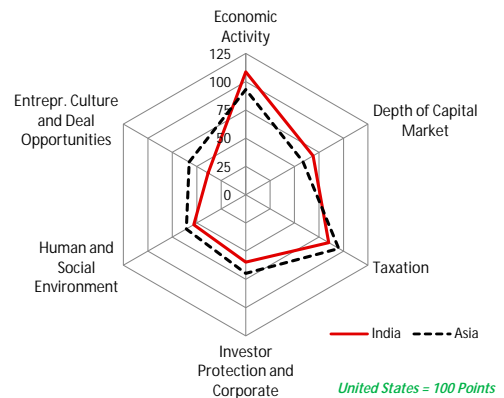 Economic
Activity
125
100
75
50
25
0
Entrepr. Culture
and Deal
Opportunities
Depth of Capital
Market
Human and
Social
Environment
Taxation
India
Asia
Investor
Protection and
Corporate
United States = 100 Points